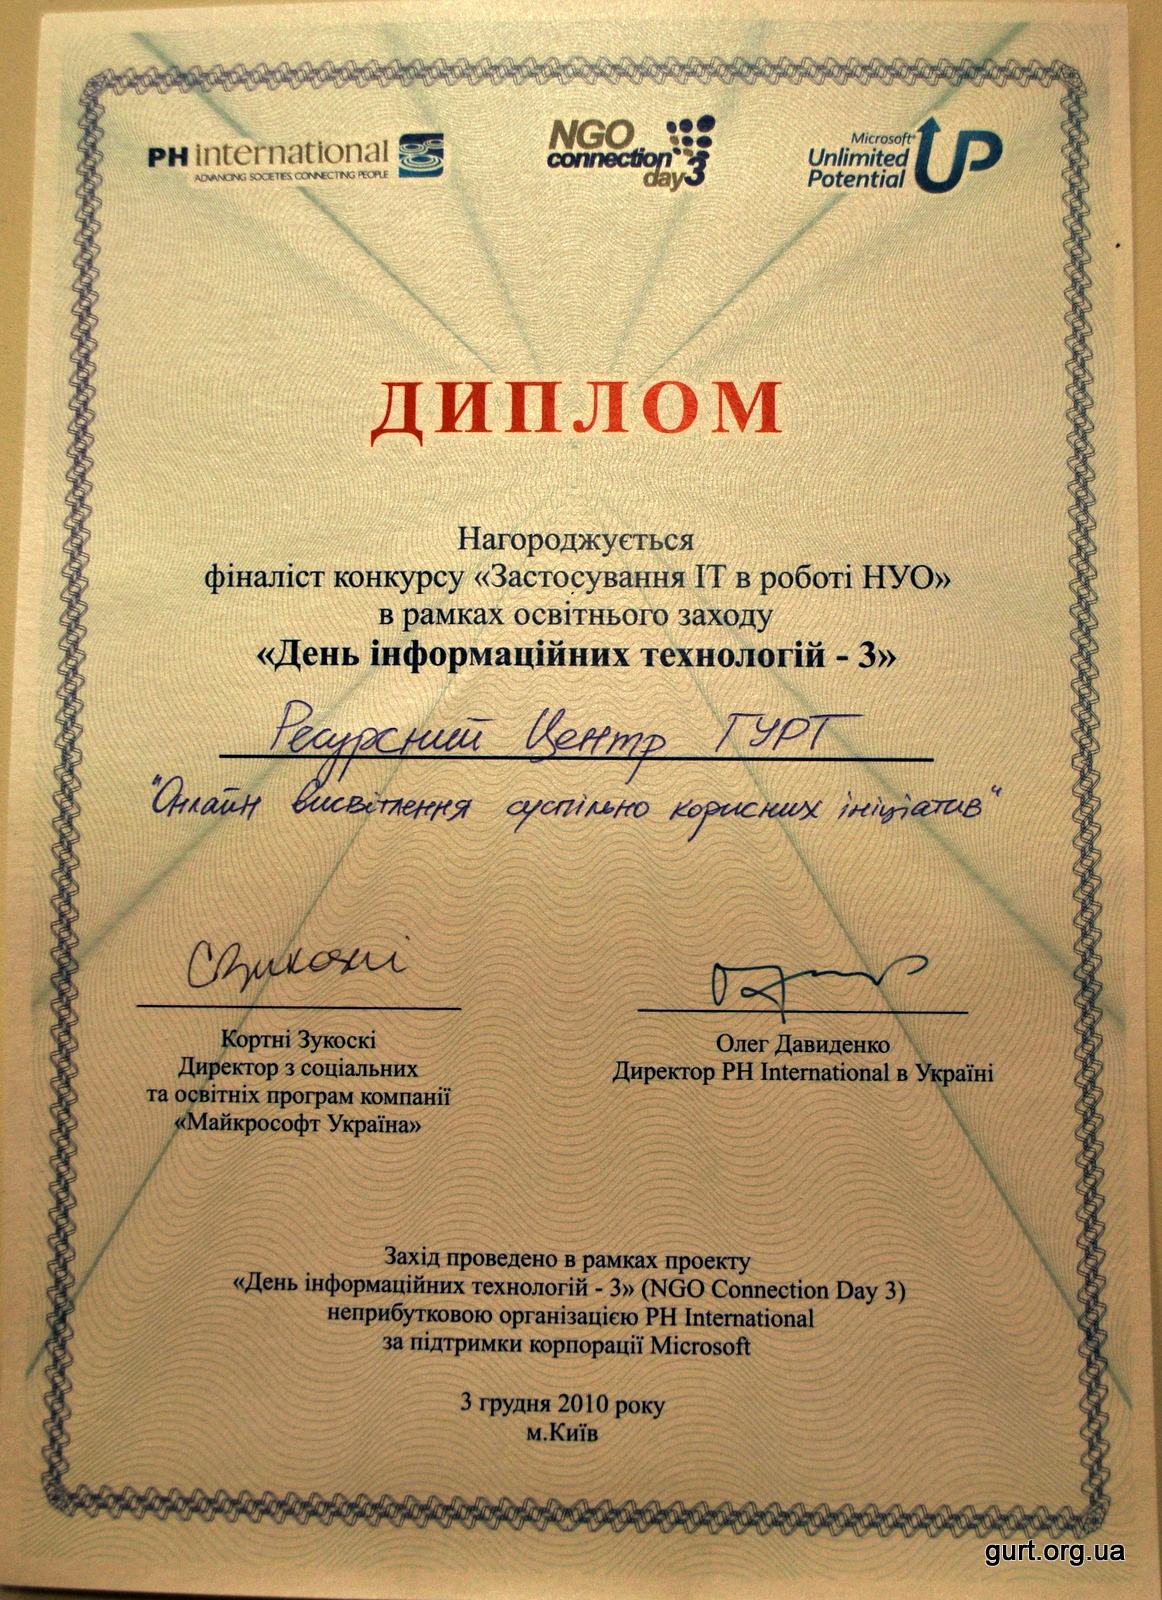 PH international
ADVANCING SOCIETIES. CONNECTING PEOPLE
NGO
connection
day3
Microsoft
Unlimited
Potential
UP
ДИПЛОМ
Нагороджується
фіналіст конкурсу «Застосування ІТ в роботі НУО»
в рамках освітнього заходу
«День інформаційних технологій - 3»
Ресурсний Центр ГУРТ
"Онлайн висвітлення суспільно корисних ініціатив"
Кортні Зукоскі
Директор з соціальних
та освітніх програм компанії
«Майкрософт Україна»
Олег Давиденко
Директор PH International в Україні
Захід проведено в рамках проекту
«День інформаційних технологій - 3» (NGO Connection Day 3)
неприбутковою організацією PH International
за підтримки корпорації Microsoft
3 грудня 2010 року
м.Київ
gurt.org.ua